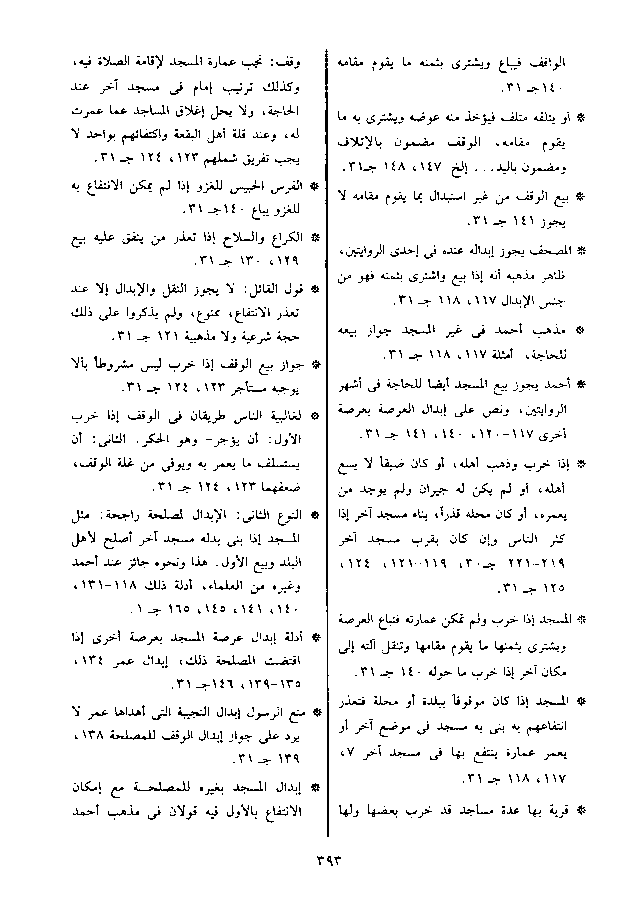 الواقف فيباع ويشترى بثمنه ما يقوم مقامه
١٤٠ جـ ٣١.
* أو يتلفه متلف فيؤخذ منه عوضه ويشترى به ما
يقوم مقامه، الوقف مضمون بالإتلاف
ومضمون باليد... إلخ ١٤٧، ١٤٨ جـ٣١.
* بيع الوقف من غير استبدال بما يقوم مقامه لا
يجوز ١٤١ جـ ٣١.
* المصحف يجوز إبداله عنده فى إحدى الروايتين،
ظاهر مذهبه أنه إذا بيع واشترى بثمنه فهو من
جنس الإبدال ١١٧، ١١٨ جـ ٣١.
* مذهب أحمد فى غير المسجد جواز بيعه
للحاجة، أمثلة ١١٧، ١١٨ جـ ٣١.
* أحمد يجوز بيع المسجد أيضا للحاجة فى أشهر
الروايتين، ونص على إبدال العرصة بعرصة
أخرى ١١٧-١٢٠، ١٤٠، ١٤١ جـ ٣١.
* إذا خرب وذهب أهله، أو كان ضيقاً لا يسع
أهله، أو لم يكن له جيران ولم يوجد من
يعمره، أو كان محله قذراً، بناء مسجد آخر إذا
كثر الناس وإن كان بقرب مسجد آخر
٢١٩-٢٢١ جـ٣٠، ١١٩-١٢١، ١٢٤،
١٢٥ جـ ٣١.
* المسجد إذا خرب ولم تمكن عمارته فتباع العرصة
ويشترى بثمنها ما يقوم مقامها وتنقل آلته إلى
مكان آخر إذا خرب ما حوله ١٤٠ جـ ٣١.
* المسجد إذا كان موقوفاً ببلدة أو محلة فتعذر
انتفاعهم به بنى به مسجد فى موضع آخر أو
يعمر عمارة ينتفع بها فى مسجد آخر ٧،
١١٧، ١١٨ جـ ٣١.
* قرية بها عدة مساجد قد خرب بعضها ولها
وقف: تجب عمارة المسجد لإقامة الصلاة فيه،
وكذلك ترتيب إمام فى مسجد آخر عند
الحاجة، ولا يحل إغلاق المساجد عما عمرت
له، وعند قلة أهل البقعة واكتفائهم بواحد لا
يجب تفريق شملهم ١٢٣، ١٢٤ جـ ٣١.
* الفرس الحبيس للغزو إذا لم يمكن الانتفاع به
للغزو يباع ١٤٠جـ ٣١.
* الكراع والسلاح إذا تعذر من ينفق عليه بيع
١٢٩، ١٣٠ جـ ٣١.
* قول القائل: لا يجوز النقل والإبدال إلا عند
تعذر الانتفاع، ممنوع، ولم يذكروا على ذلك
حجة شرعية ولا مذهبية ١٢١ جـ ٣١.
* جواز بيع الوقف إذا خرب ليس مشروطاً بألا
يوجبه مستأجر ١٢٣، ١٢٤ جـ ٣١.
* لغالبية الناس طريقان فى الوقف إذا خرب
الأول: أن يؤجر- وهو الحكر. الثانى: أن
يستسلف ما يعمر به ويوفى من غلة الوقف،
ضعفهما ١٢٣، ١٢٤ جـ ٣١.
* النوع الثانى: الإبدال لمصلحة راجحة: مثل
المسجد إذا بنى بدله مسجد آخر أصلح لأهل
البلد وبيع الأول. هذا ونحوه جائز عند أحمد
وغيره من العلماء، أدلة ذلك ١١٨-١٣١،
١٤٠، ١٤١، ١٤٥، ١٦٥ جـ ١.
* أدلة إبدال عرصة المسجد بعرصة أخرى إذا
اقتضت المصلحة ذلك، إبدال عمر ١٣٤،
١٣٥-١٣٩، ١٤٦جـ ٣١.
* منع الرسول إبدال النجيبة التى أهداها عمر لا
يرد على جواز إبدال الوقف للمصلحة ١٣٨،
١٣٩ جـ ٣١.
* إبدال المسجد بغيره للمصلحة مع إمكان
الانتفاع بالأول فيه قولان فى مذهب أحمد
٣٩٣